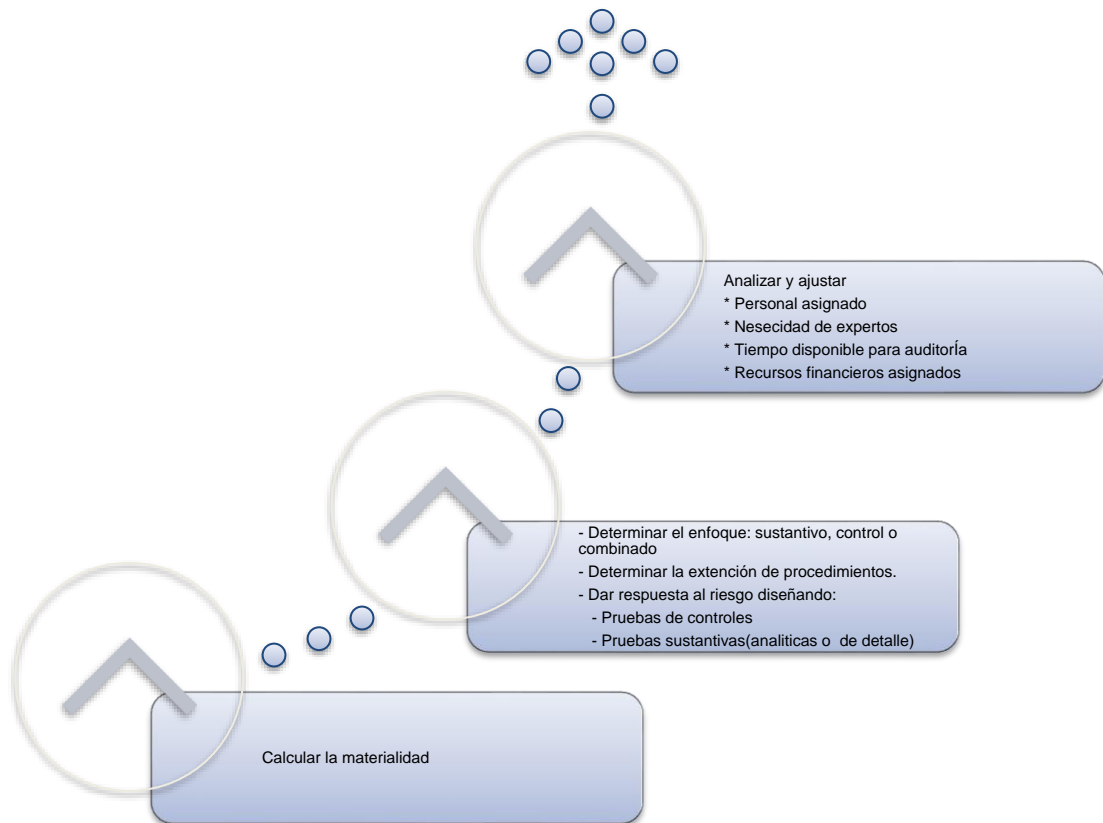 Analizar y ajustar
* Personal asignado
* Nesecidad de expertos
* Tiempo disponible para auditorÍa
* Recursos financieros asignados
- Determinar el enfoque: sustantivo, control o
combinado
- Determinar la extención de procedimientos.
- Dar respuesta al riesgo diseñando:
- Pruebas de controles
- Pruebas sustantivas(analiticas o de detalle)
Calcular la materialidad